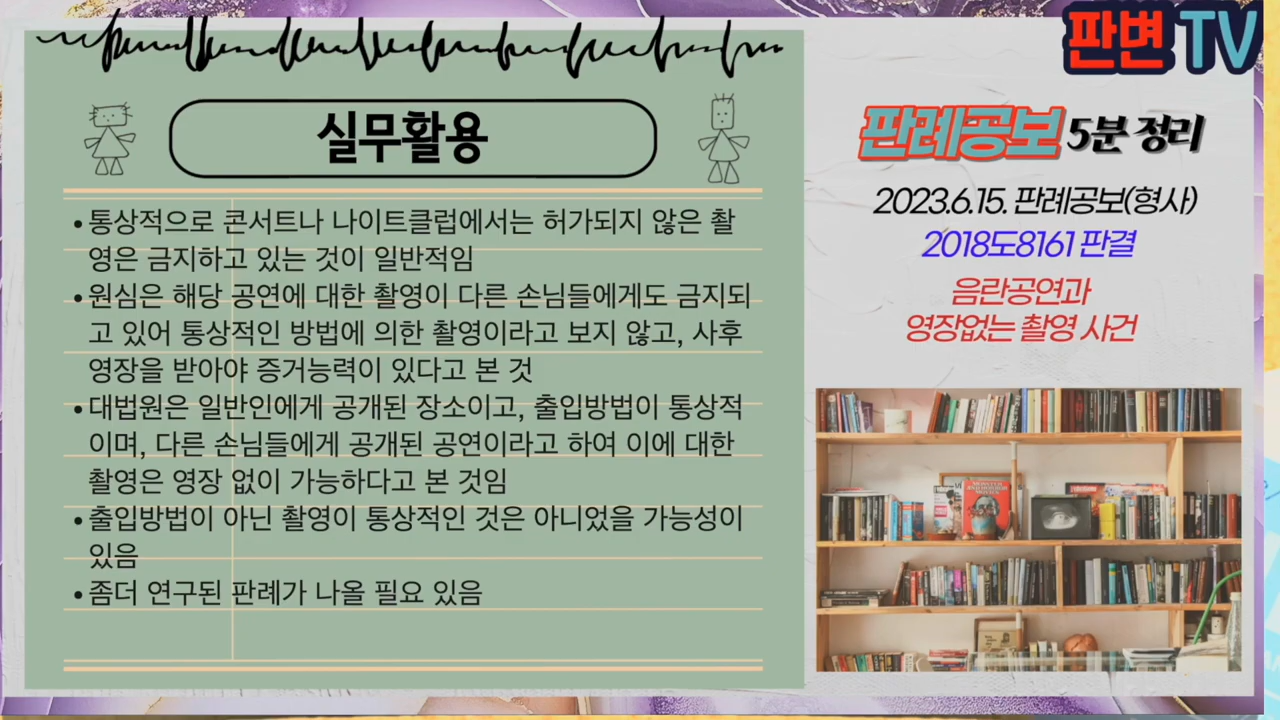 판변 TV
실무활용
• 통상적으로 콘서트나 나이트클럽에서는 허가되지 않은 촬
영은 금지하고 있는 것이 일반적임
• 원심은 해당 공연에 대한 촬영이 다른 손님들에게도 금지되
고 있어 통상적인 방법에 의한 촬영이라고 보지 않고, 사후
영장을 받아야 증거능력이 있다고 본 것
• 대법원은 일반인에게 공개된 장소이고, 출입방법이 통상적
이며, 다른 손님들에게 공개된 공연이라고 하여 이에 대한
촬영은 영장 없이 가능하다고 본 것임
• 출입방법이 아닌 촬영이 통상적인 것은 아니었을 가능성이
있음
• 좀더 연구된 판례가 나올 필요 있음
판례공보 5분 정리
2023.6.15. 판례공보(형사)
2018도8161 판결
음란공연과
영장없는 촬영 사건